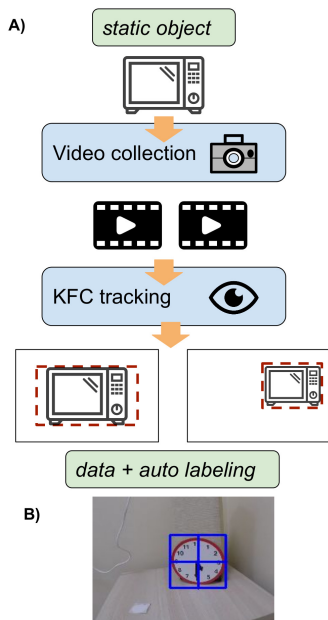 A)
static object
Video collection
KFC tracking
data + auto labeling
B)